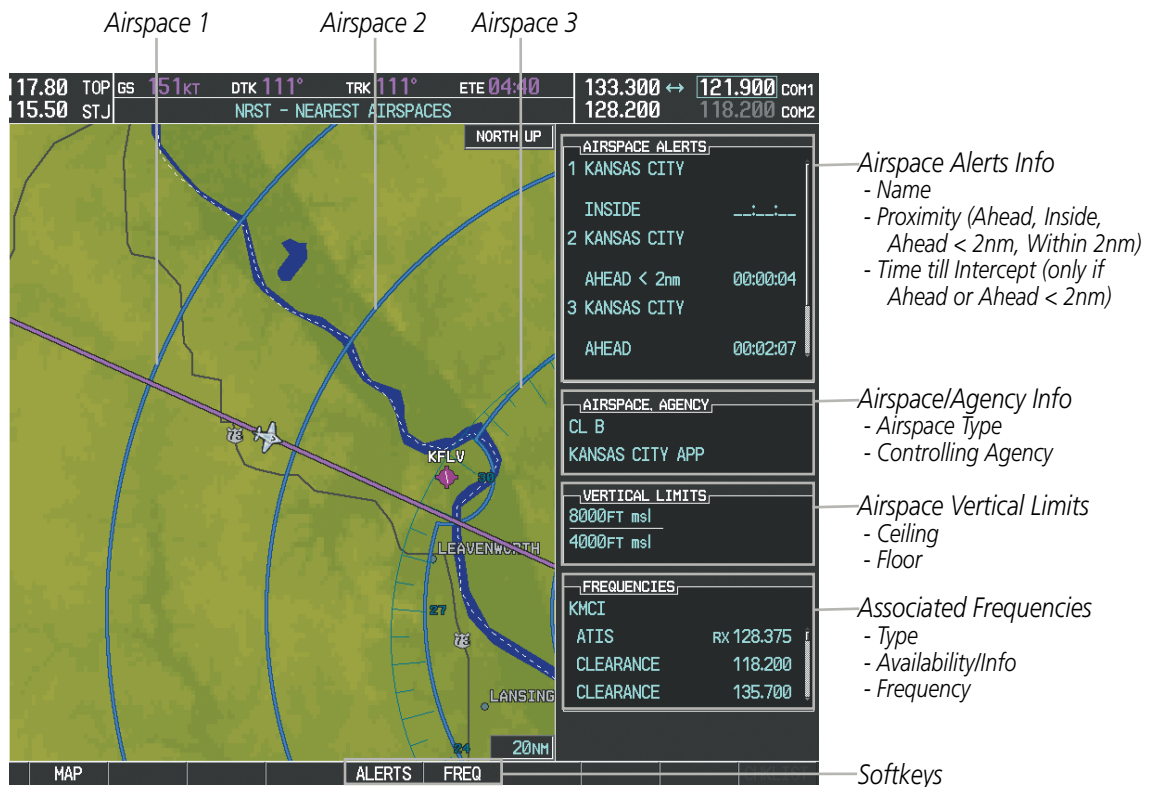 Airspace 1 Airspace 2 Airspace 3
17.80 TOP GS 151KT DTK 111° TRK 111° ETE 04:40 133.300 ↔ 121.900 COM1
15.50 STJ NRST - NEAREST AIRSPACES 128.200 118.200 COM2
NORTH UP
AIRSPACE ALERTS
1 KANSAS CITY
INSIDE __:__:__
2 KANSAS CITY
AHEAD < 2nm 00:00:04
3 KANSAS CITY
AHEAD 00:02:07
Airspace Alerts Info
- Name
- Proximity (Ahead, Inside,
Ahead < 2nm, Within 2nm)
- Time till Intercept (only if
Ahead or Ahead < 2nm)
AIRSPACE, AGENCY
CL B
KANSAS CITY APP
Airspace/Agency Info
- Airspace Type
- Controlling Agency
VERTICAL LIMITS
8000FT msl
4000FT msl
Airspace Vertical Limits
- Ceiling
- Floor
FREQUENCIES
KMCI
ATIS RX 128.375
CLEARANCE 118.200
CLEARANCE 135.700
Associated Frequencies
- Type
- Availability/Info
- Frequency
73
KFLV
30
LEAVENWORTH
27
73
LANSING
24
20NM
MAP ALERTS FREQ CHKLIST
Softkeys